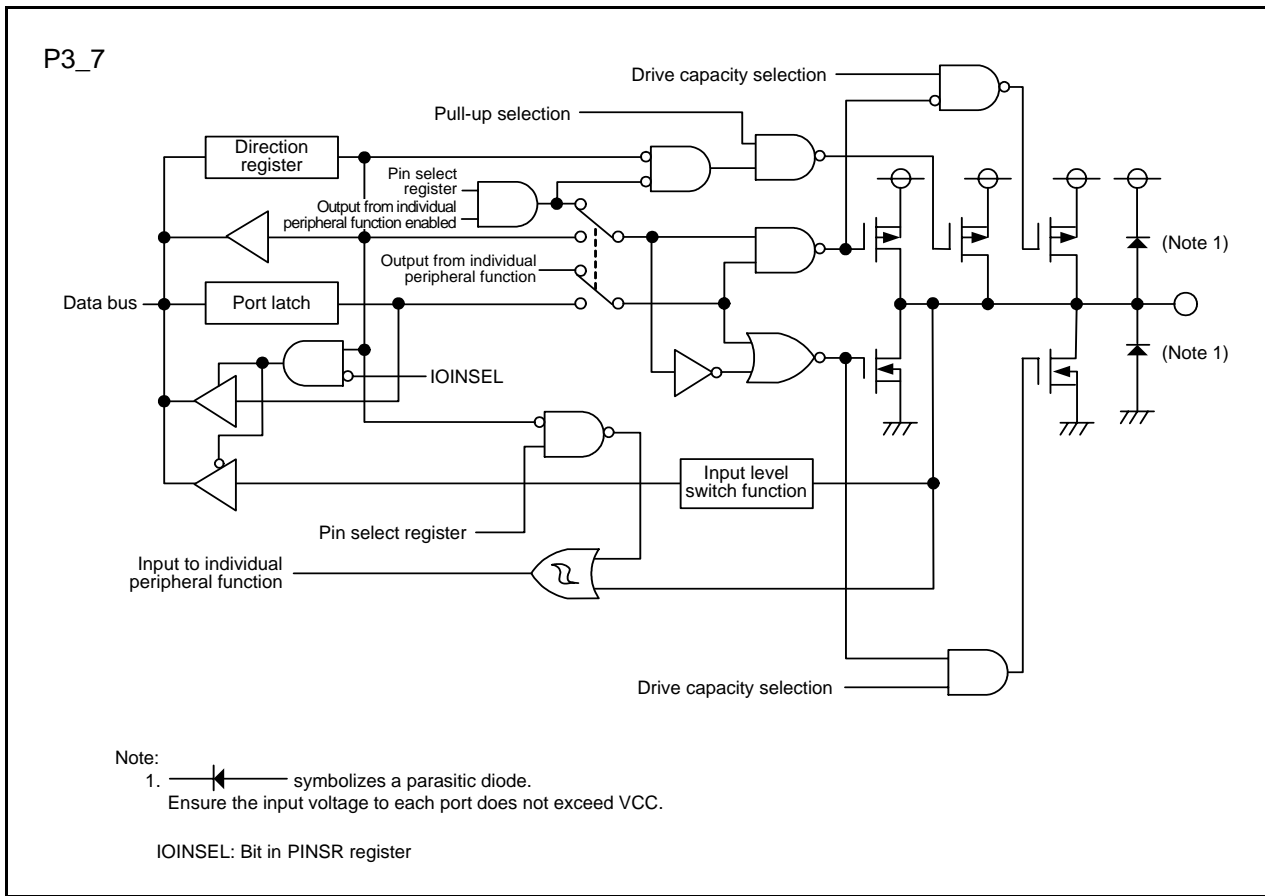 P3_7
Drive capacity selection
Pull-up selection
Direction
register
Pin select
register
Output from individual
peripheral function enabled
(Note 1)
Output from individual
peripheral function
Data bus
Port latch
(Note 1)
IOINSEL
Input level
switch function
Pin select register
Input to individual
peripheral function
Drive capacity selection
Note:
1. symbolizes a parasitic diode.
Ensure the input voltage to each port does not exceed VCC.
IOINSEL: Bit in PINSR register